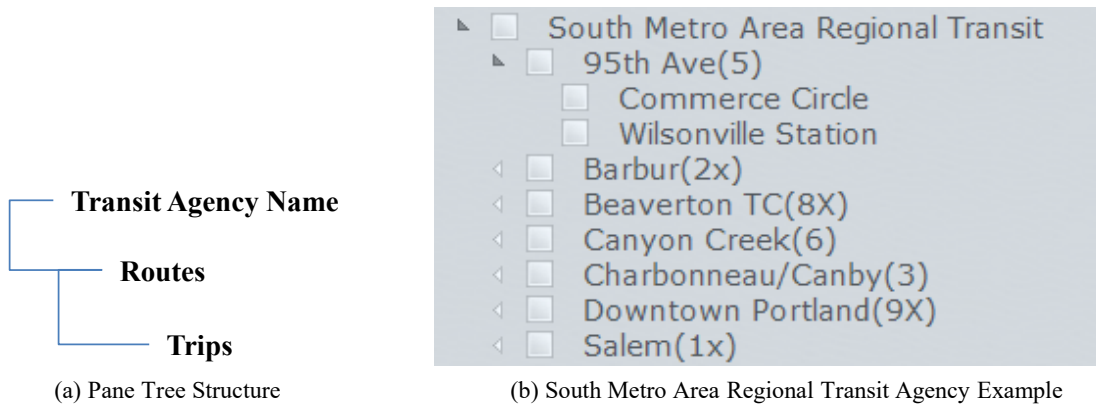 Transit Agency Name
Routes
Trips
(a) Pane Tree Structure
South Metro Area Regional Transit
95th Ave(5)
Commerce Circle
Wilsonville Station
Barbur(2x)
Beaverton TC(8X)
Canyon Creek(6)
Charbonneau/Canby(3)
Downtown Portland(9X)
Salem(1x)
(b) South Metro Area Regional Transit Agency Example